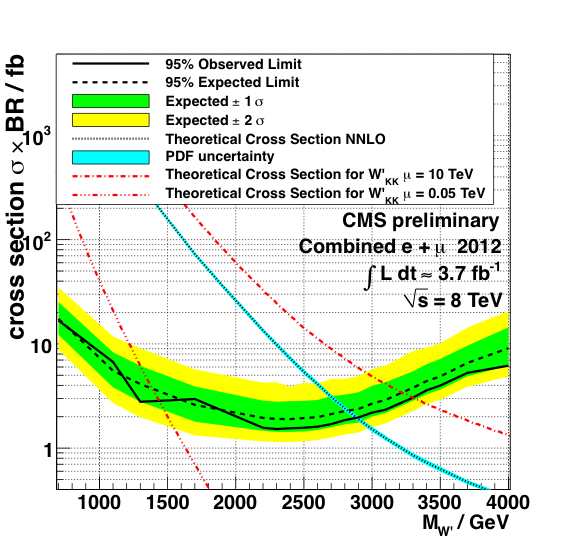 cross section σ × BR / fb
95% Observed Limit
95% Expected Limit
Expected ± 1 σ
Expected ± 2 σ
Theoretical Cross Section NNLO
PDF uncertainty
Theoretical Cross Section for W'KK μ = 10 TeV
Theoretical Cross Section for W'KK μ = 0.05 TeV
CMS preliminary
Combined e + μ 2012
∫ L dt ≈ 3.7 fb⁻¹
√s = 8 TeV
10³
10²
10
1
1000 1500 2000 2500 3000 3500 4000
MW' / GeV